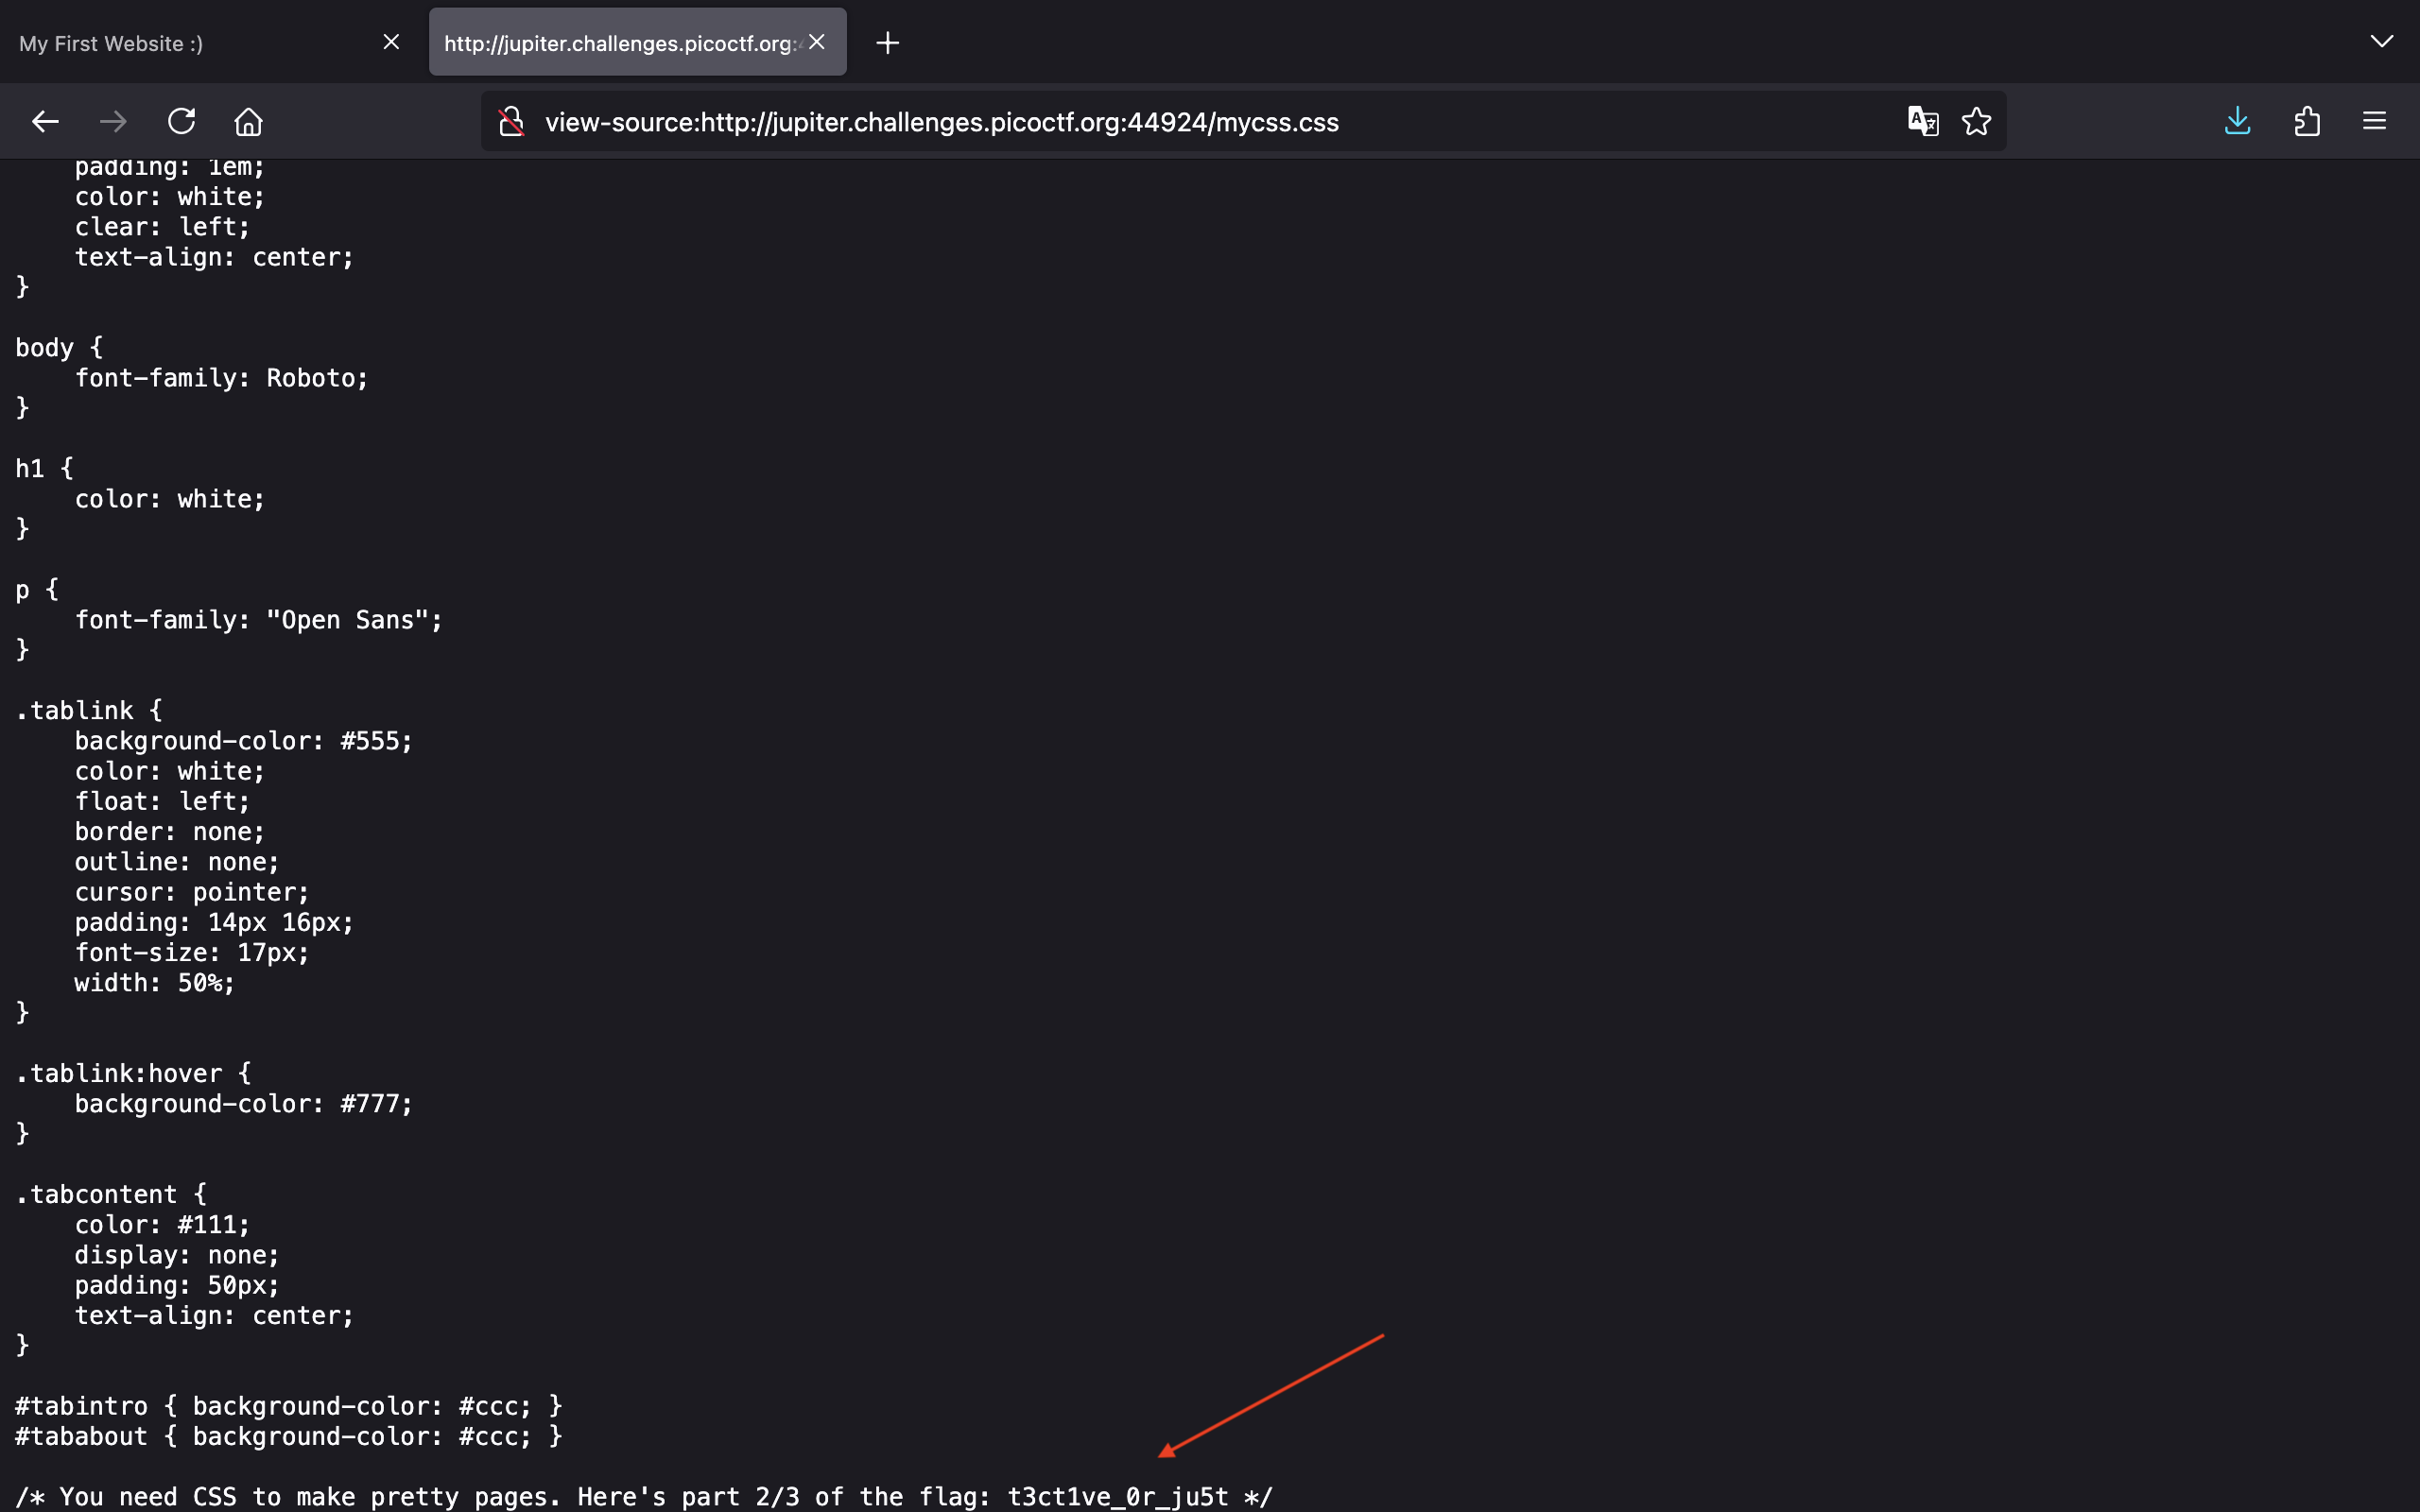 My First Website :)
http://jupiter.challenges.picoctf.org:
view-source:http://jupiter.challenges.picoctf.org:44924/mycss.css
    padding: 1em;
    color: white;
    clear: left;
    text-align: center;
}

body {
    font-family: Roboto;
}

h1 {
    color: white;
}

p {
    font-family: "Open Sans";
}

.tablink {
    background-color: #555;
    color: white;
    float: left;
    border: none;
    outline: none;
    cursor: pointer;
    padding: 14px 16px;
    font-size: 17px;
    width: 50%;
}

.tablink:hover {
    background-color: #777;
}

.tabcontent {
    color: #111;
    display: none;
    padding: 50px;
    text-align: center;
}

#tabintro { background-color: #ccc; }
#tababout { background-color: #ccc; }

/* You need CSS to make pretty pages. Here's part 2/3 of the flag: t3ct1ve_0r_ju5t */